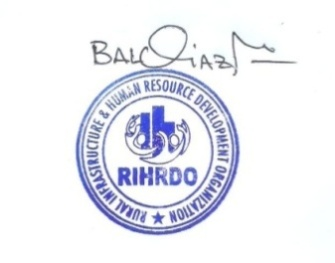 RURAL INFRASTRUCTURE & HUMAN RESOURCE DEVELOPMENT ORGANIZATION
RIHRDO